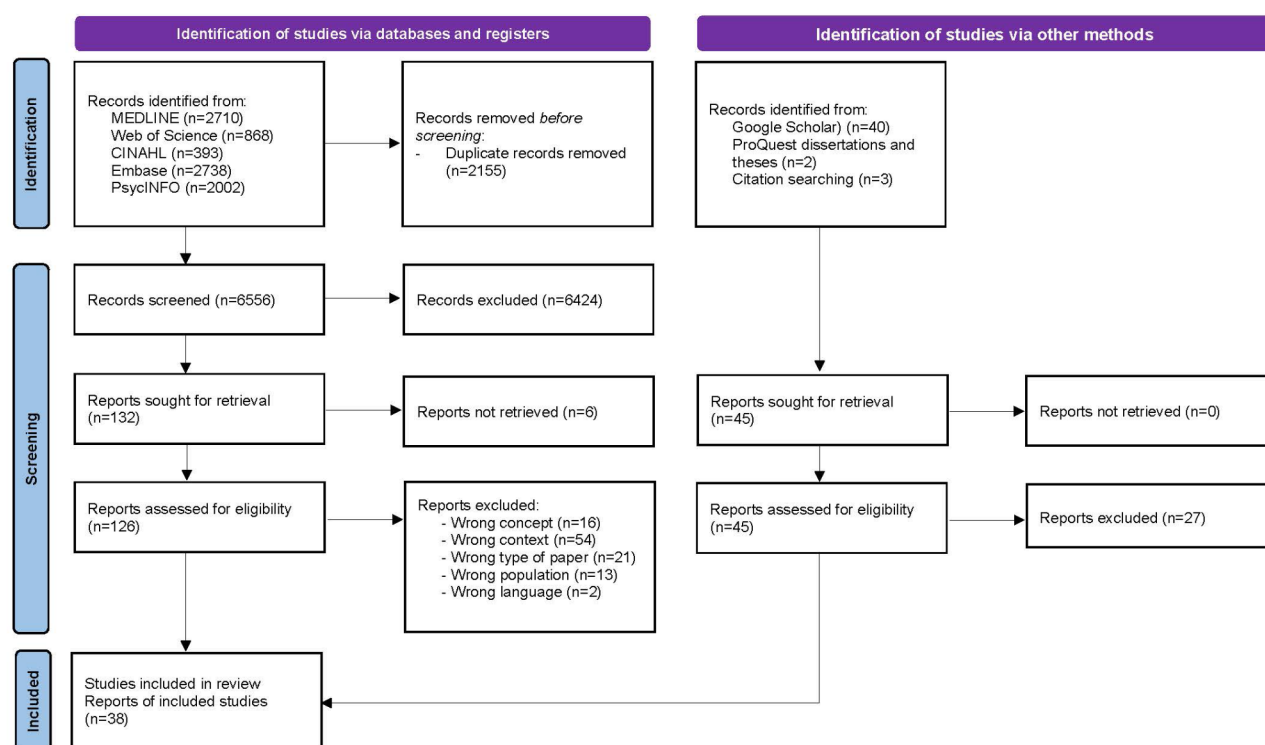 Identification of studies via databases and registers
Identification of studies via other methods
Identification
Records identified from:
MEDLINE (n=2710)
Web of Science (n=868)
CINAHL (n=393)
Embase (n=2738)
PsycINFO (n=2002)
Records removed before
screening:
- Duplicate records removed
(n=2155)
Records identified from:
Google Scholar) (n=40)
ProQuest dissertations and
theses (n=2)
Citation searching (n=3)
Screening
Records screened (n=6556)
Records excluded (n=6424)
Reports sought for retrieval
(n=132)
Reports not retrieved (n=6)
Reports sought for retrieval
(n=45)
Reports not retrieved (n=0)
Reports assessed for eligibility
(n=126)
Reports excluded:
- Wrong concept (n=16)
- Wrong context (n=54)
- Wrong type of paper (n=21)
- Wrong population (n=13)
- Wrong language (n=2)
Reports assessed for eligibility
(n=45)
Reports excluded (n=27)
Included
Studies included in review
Reports of included studies
(n=38)